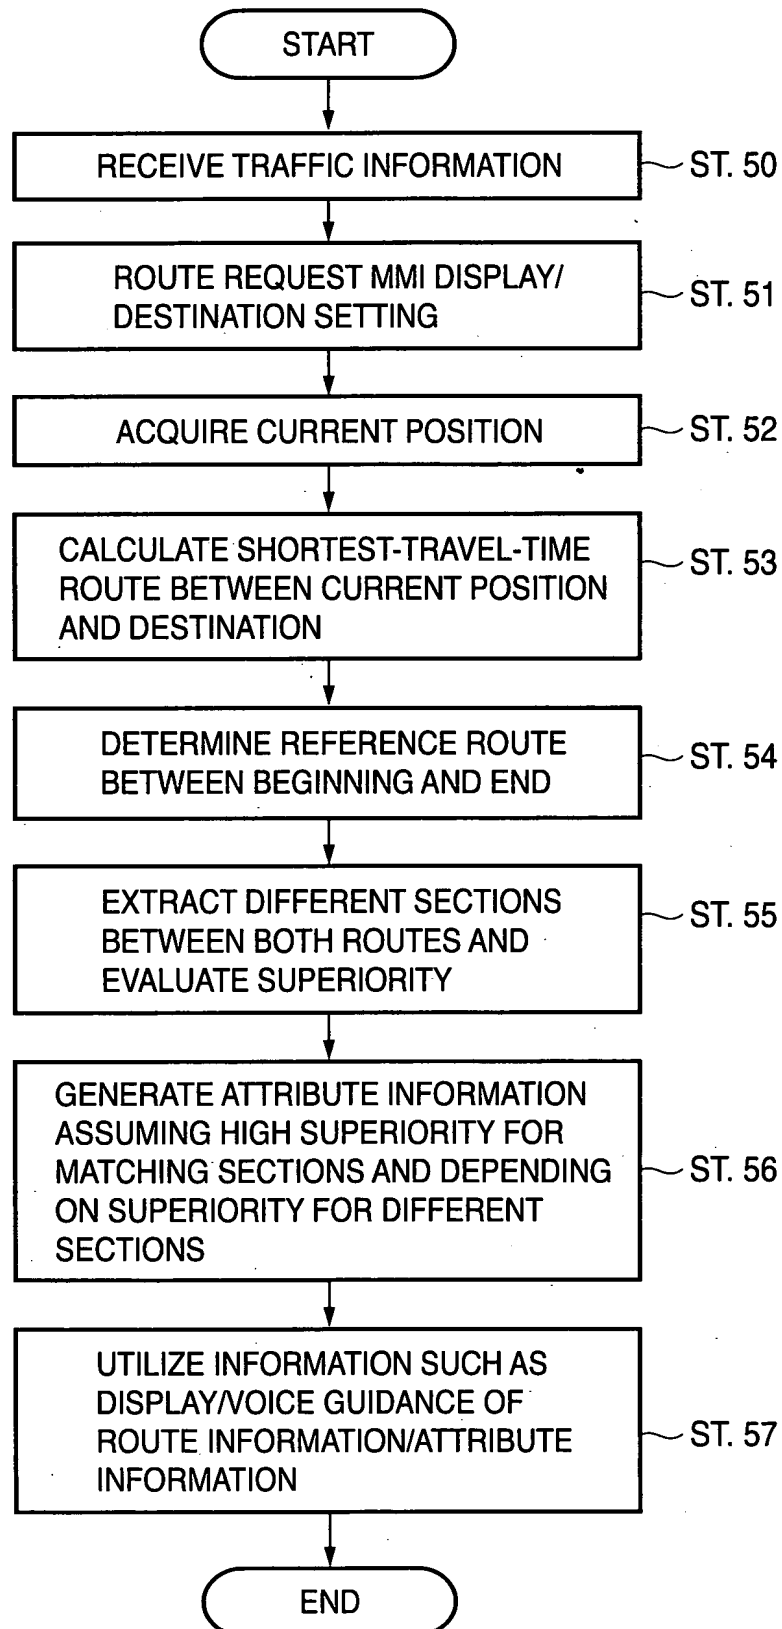 START
RECEIVE TRAFFIC INFORMATION
ST. 50
ROUTE REQUEST MMI DISPLAY/
DESTINATION SETTING
ST. 51
ACQUIRE CURRENT POSITION
ST. 52
CALCULATE SHORTEST-TRAVEL-TIME
ROUTE BETWEEN CURRENT POSITION
AND DESTINATION
ST. 53
DETERMINE REFERENCE ROUTE
BETWEEN BEGINNING AND END
ST. 54
EXTRACT DIFFERENT SECTIONS
BETWEEN BOTH ROUTES AND
EVALUATE SUPERIORITY
ST. 55
GENERATE ATTRIBUTE INFORMATION
ASSUMING HIGH SUPERIORITY FOR
MATCHING SECTIONS AND DEPENDING
ON SUPERIORITY FOR DIFFERENT
SECTIONS
ST. 56
UTILIZE INFORMATION SUCH AS
DISPLAY/VOICE GUIDANCE OF
ROUTE INFORMATION/ATTRIBUTE
INFORMATION
ST. 57
END